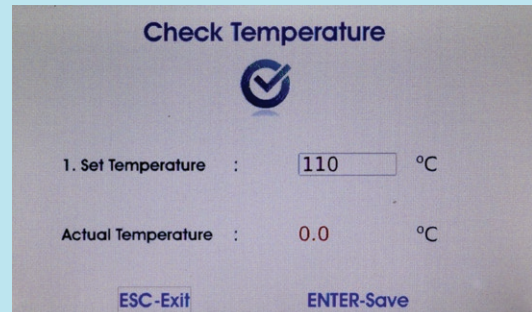 Check Temperature
1. Set Temperature : 110 °C
Actual Temperature : 0.0 °C
ESC-Exit ENTER-Save